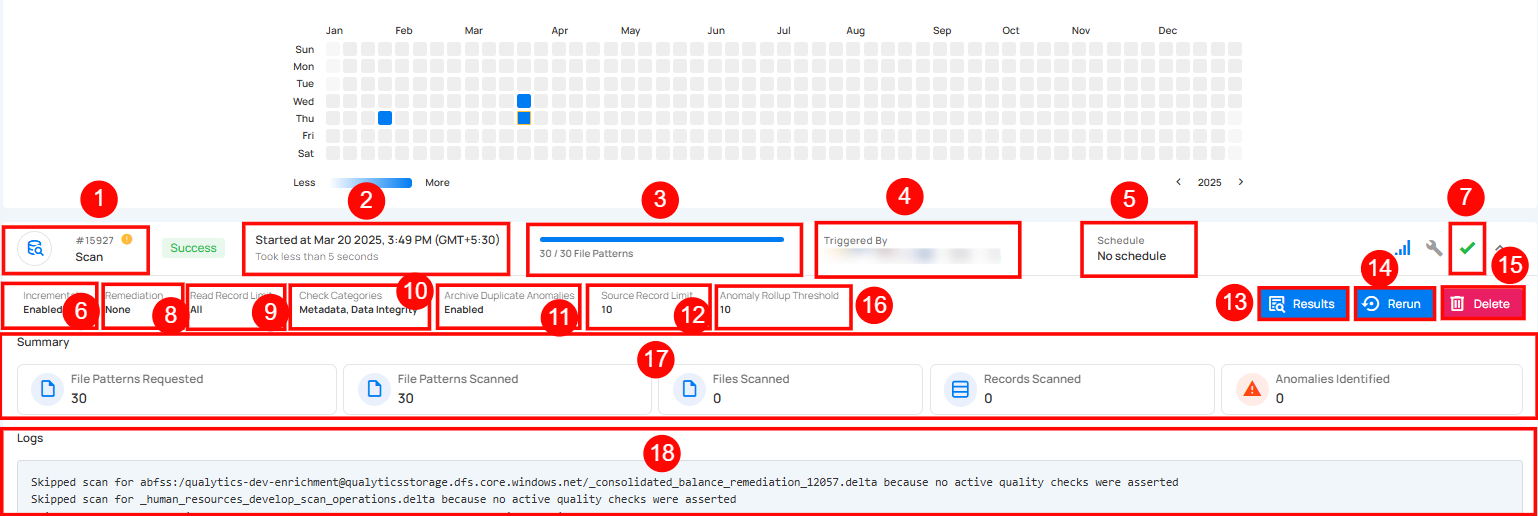 Jan Feb Mar Apr May Jun Jul Aug Sep Oct Nov Dec
Sun
Mon
Tue
Wed
Thu
Fri
Sat
Less More 2025
1 2 3 4 5 7
#15927
Scan
Success
Started at Mar 20 2025, 3:49 PM (GMT+5:30)
Took less than 5 seconds
30 / 30 File Patterns
Triggered By
Schedule
No schedule
14 15
Incremental
Enabled
6
Remediation
None
8
Read Record Limit
All
9
Check Categories
Metadata, Data Integrity
10
Archive Duplicate Anomalies
Enabled
11
Source Record Limit
10
12
Anomaly Rollup Threshold
10
16
13
Results
Rerun
Delete
Summary
17
File Patterns Requested
30
File Patterns Scanned
30
Files Scanned
0
Records Scanned
0
Anomalies Identified
0
Logs
18
Skipped scan for abfss:/qualytics-dev-enrichment@qualyticsstorage.dfs.core.windows.net/_consolidated_balance_remediation_12057.delta because no active quality checks were asserted
Skipped scan for _human_resources_develop_scan_operations.delta because no active quality checks were asserted